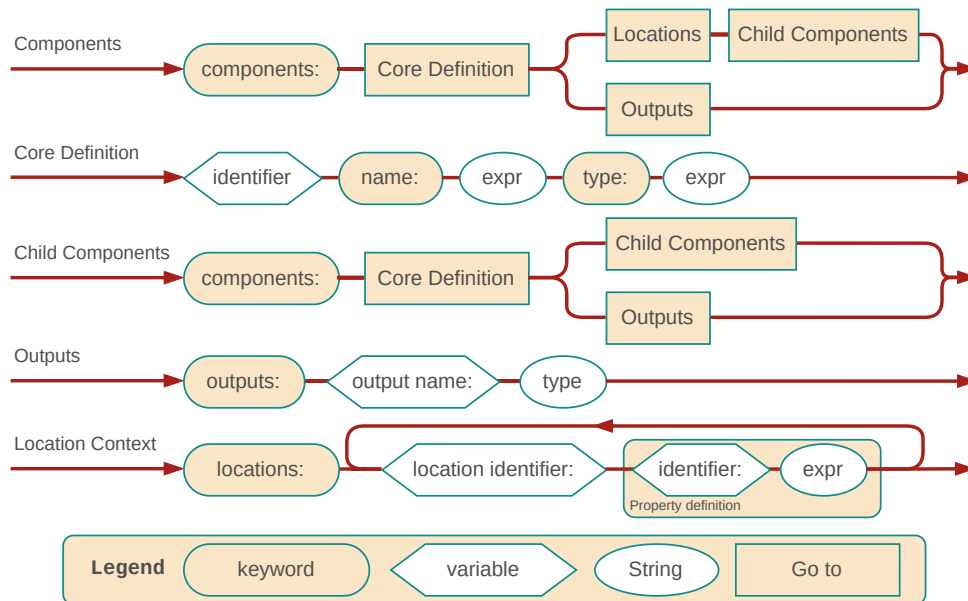 Components
components:
Core Definition
Locations
Child Components
Outputs
Core Definition
identifier
name:
expr
type:
expr
Child Components
components:
Core Definition
Child Components
Outputs
Outputs
outputs:
output name:
type
Location Context
locations:
location identifier:
identifier:
expr
Property definition
Legend
keyword
variable
String
Go to